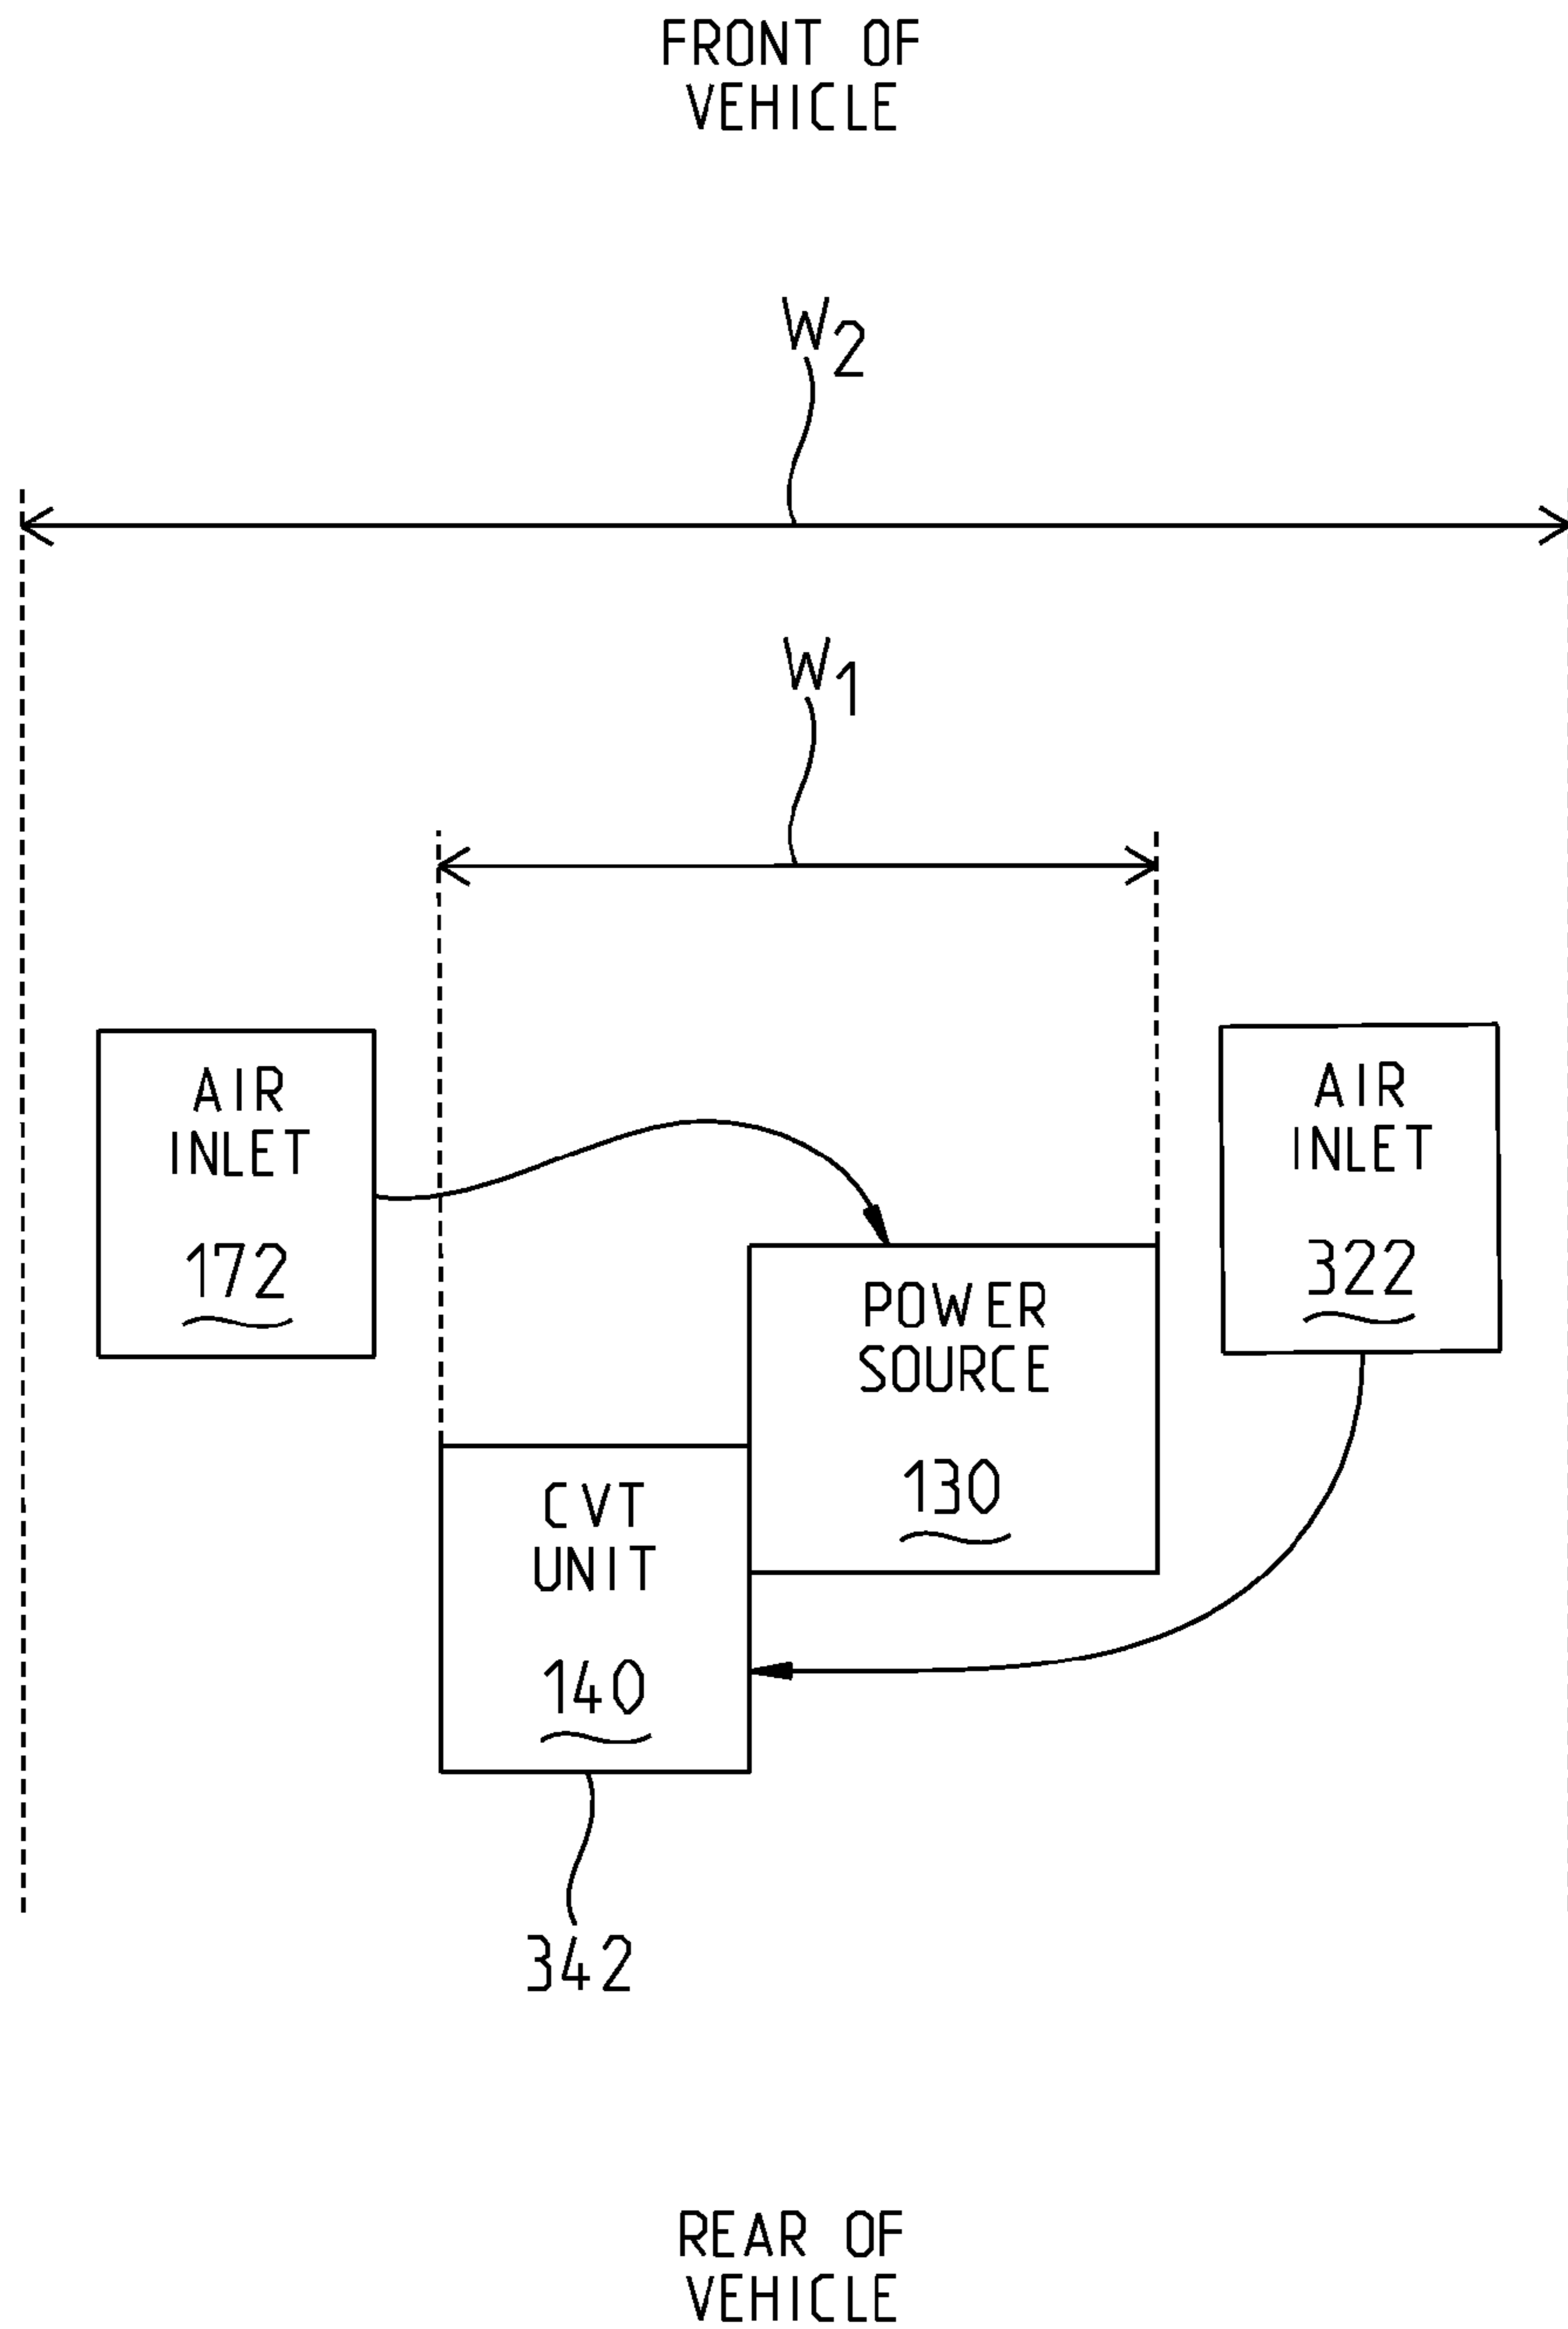 FRONT OF
VEHICLE
W2
W1
AIR
INLET
172
AIR
INLET
322
POWER
SOURCE
130
CVT
UNIT
140
342
REAR OF
VEHICLE